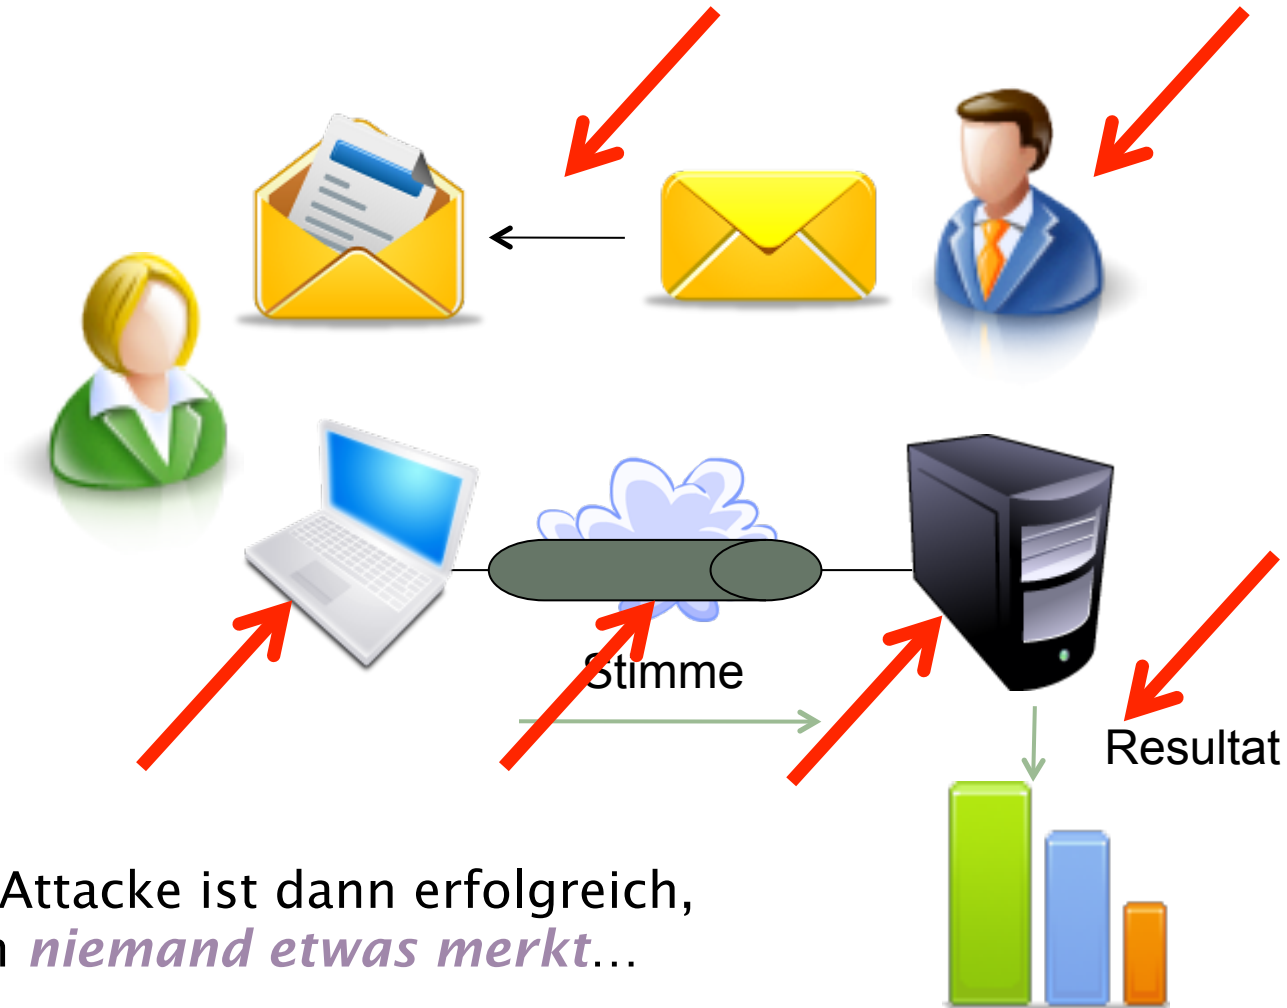 Stimme
Resultat
Attacke ist dann erfolgreich,
niemand etwas merkt…